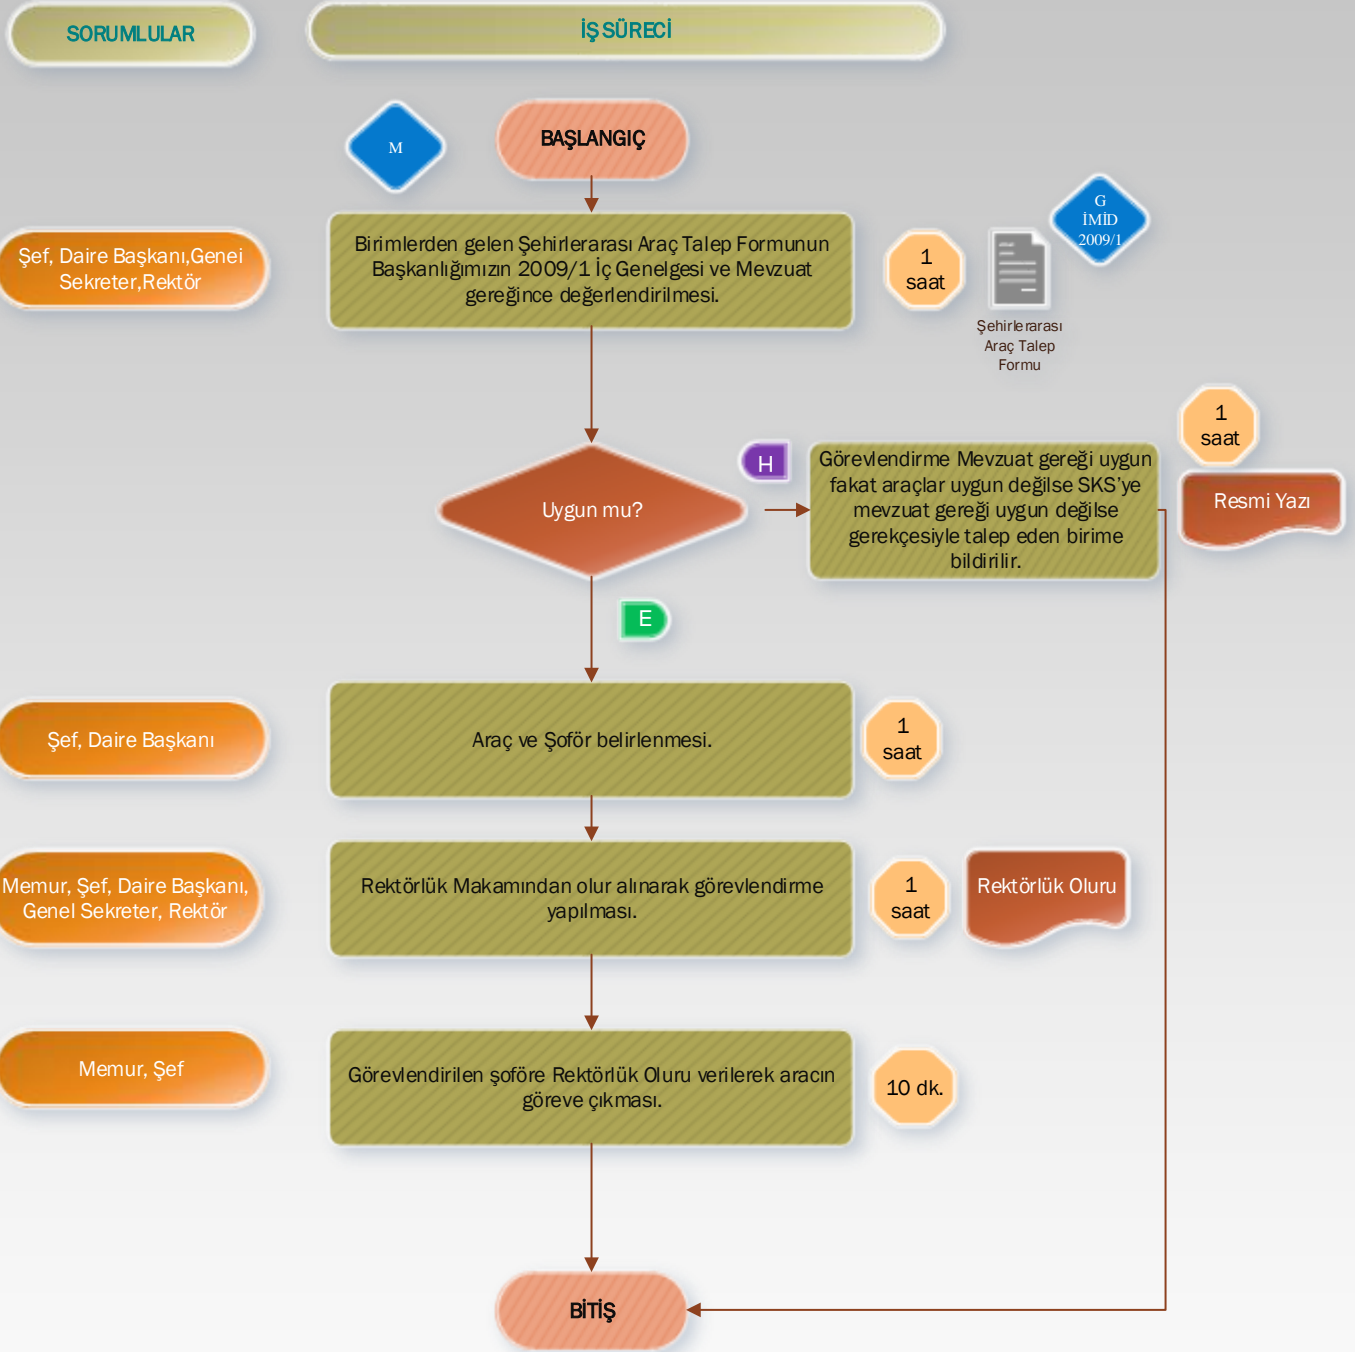 SORUMLULAR
İŞ SÜRECİ
M
BAŞLANGIÇ
G
İMİD
2009/1
Şef, Daire Başkanı,Genei
Sekreter,Rektör
Birimlerden gelen Şehirlerarası Araç Talep Formunun
Başkanlığımızın 2009/1 İç Genelgesi ve Mevzuat
gereğince değerlendirilmesi.
1
saat
Şehirlerarası
Araç Talep
Formu
Uygun mu?
H
Görevlendirme Mevzuat gereği uygun
fakat araçlar uygun değilse SKS'ye
mevzuat gereği uygun değilse
gerekçesiyle talep eden birime
bildirilir.
1
saat
Resmi Yazı
E
Şef, Daire Başkanı
Araç ve Şoför belirlenmesi.
1
saat
Memur, Şef, Daire Başkanı,
Genel Sekreter, Rektör
Rektörlük Makamından olur alınarak görevlendirme
yapılması.
1
saat
Rektörlük Oluru
Memur, Şef
Görevlendirilen şoföre Rektörlük Oluru verilerek aracın
göreve çıkması.
10 dk.
BİTİŞ